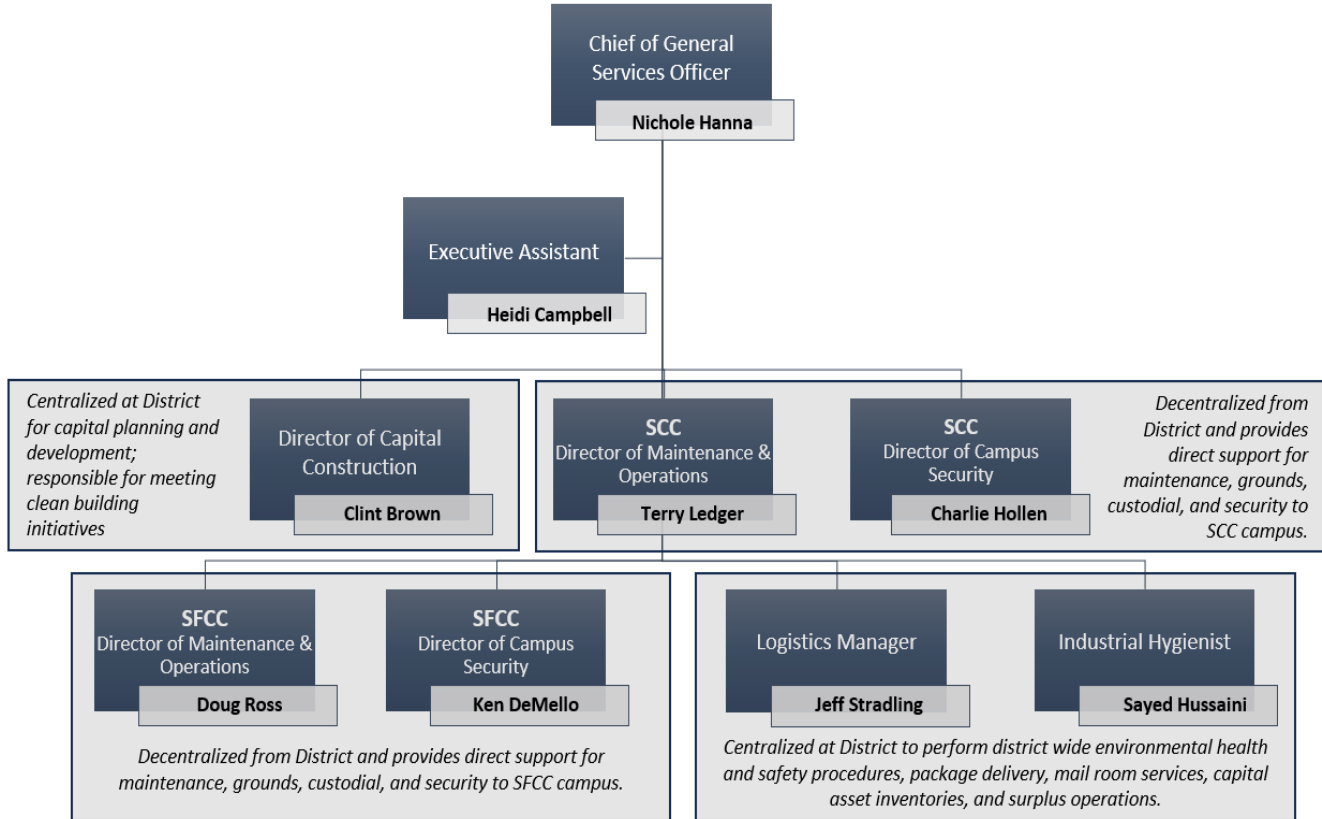 Chief of General
Services Officer
Nichole Hanna
Executive Assistant
Heidi Campbell
Centralized at District
for capital planning and
development;
responsible for meeting
clean building
initiatives
Director of Capital
Construction
Clint Brown
SCC
Director of Maintenance &
Operations
Terry Ledger
SCC
Director of Campus
Security
Charlie Hollen
Decentralized from
District and provides
direct support for
maintenance, grounds,
custodial, and security to
SCC campus.
SFCC
Director of Maintenance &
Operations
Doug Ross
SFCC
Director of Campus
Security
Ken DeMello
Decentralized from District and provides direct support for
maintenance, grounds, custodial, and security to SFCC campus.
Logistics Manager
Jeff Stradling
Industrial Hygienist
Sayed Hussaini
Centralized at District to perform district wide environmental health
and safety procedures, package delivery, mail room services, capital
asset inventories, and surplus operations.